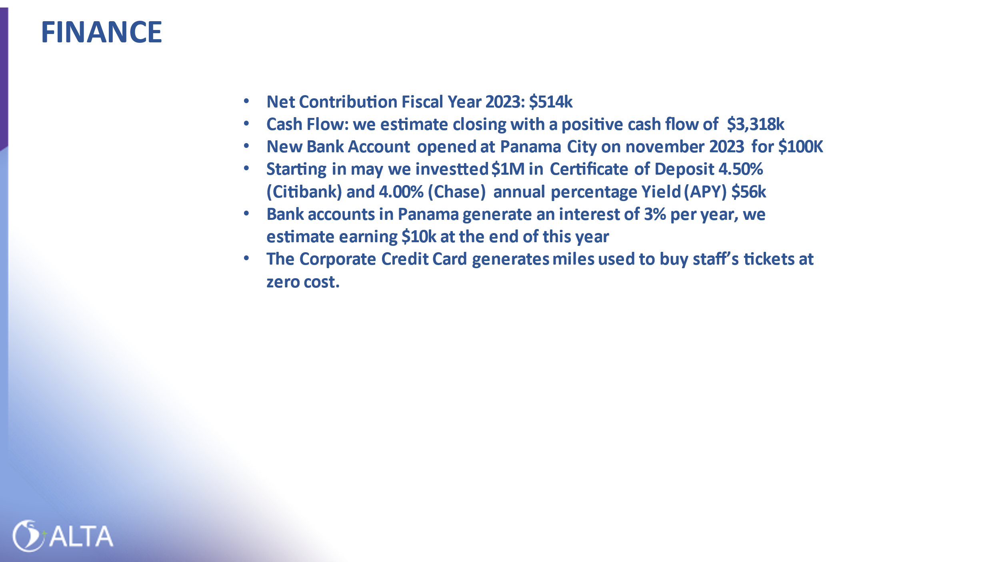 FINANCE
• Net Contribution Fiscal Year 2023: $514k
• Cash Flow: we estimate closing with a positive cash flow of $3,318k
• New Bank Account opened at Panama City on november 2023 for $100K
• Starting in may we investted $1M in Certificate of Deposit 4.50%
(Citibank) and 4.00% (Chase) annual percentage Yield (APY) $56k
• Bank accounts in Panama generate an interest of 3% per year, we
estimate earning $10k at the end of this year
• The Corporate Credit Card generates miles used to buy staff’s tickets at
zero cost.
ALTA